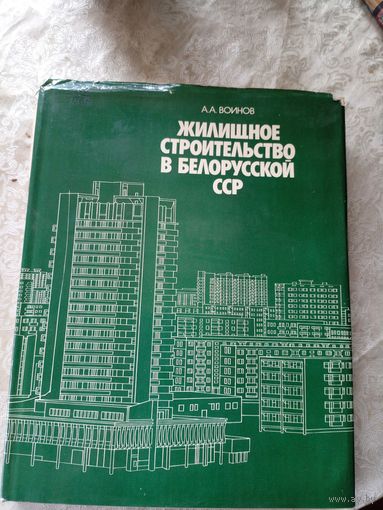 А.А. ВОИНОВ
ЖИЛИЩНОЕ
СТРОИТЕЛЬСТВО
В БЕЛОРУССКОЙ
ССР